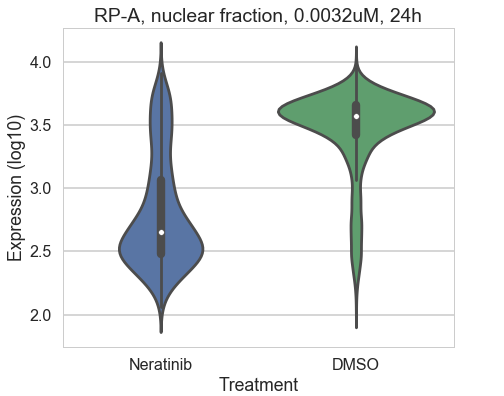 RP-A, nuclear fraction, 0.0032uM, 24h
Expression (log10)
4.0
3.5
3.0
2.5
2.0
Neratinib
DMSO
Treatment